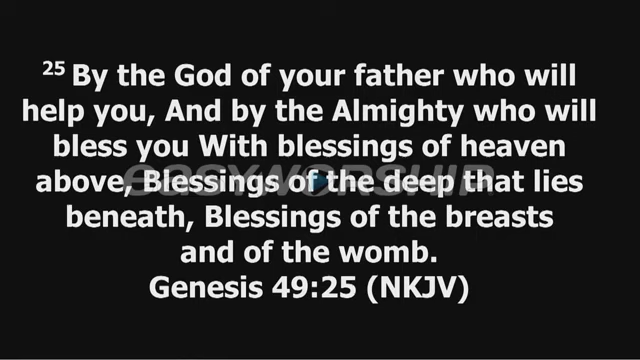 25 By the God of your father who will
help you, And by the Almighty who will
bless you With blessings of heaven
above, Blessings of the deep that lies
beneath, Blessings of the breasts
and of the womb.
Genesis 49:25 (NKJV)
easyworship